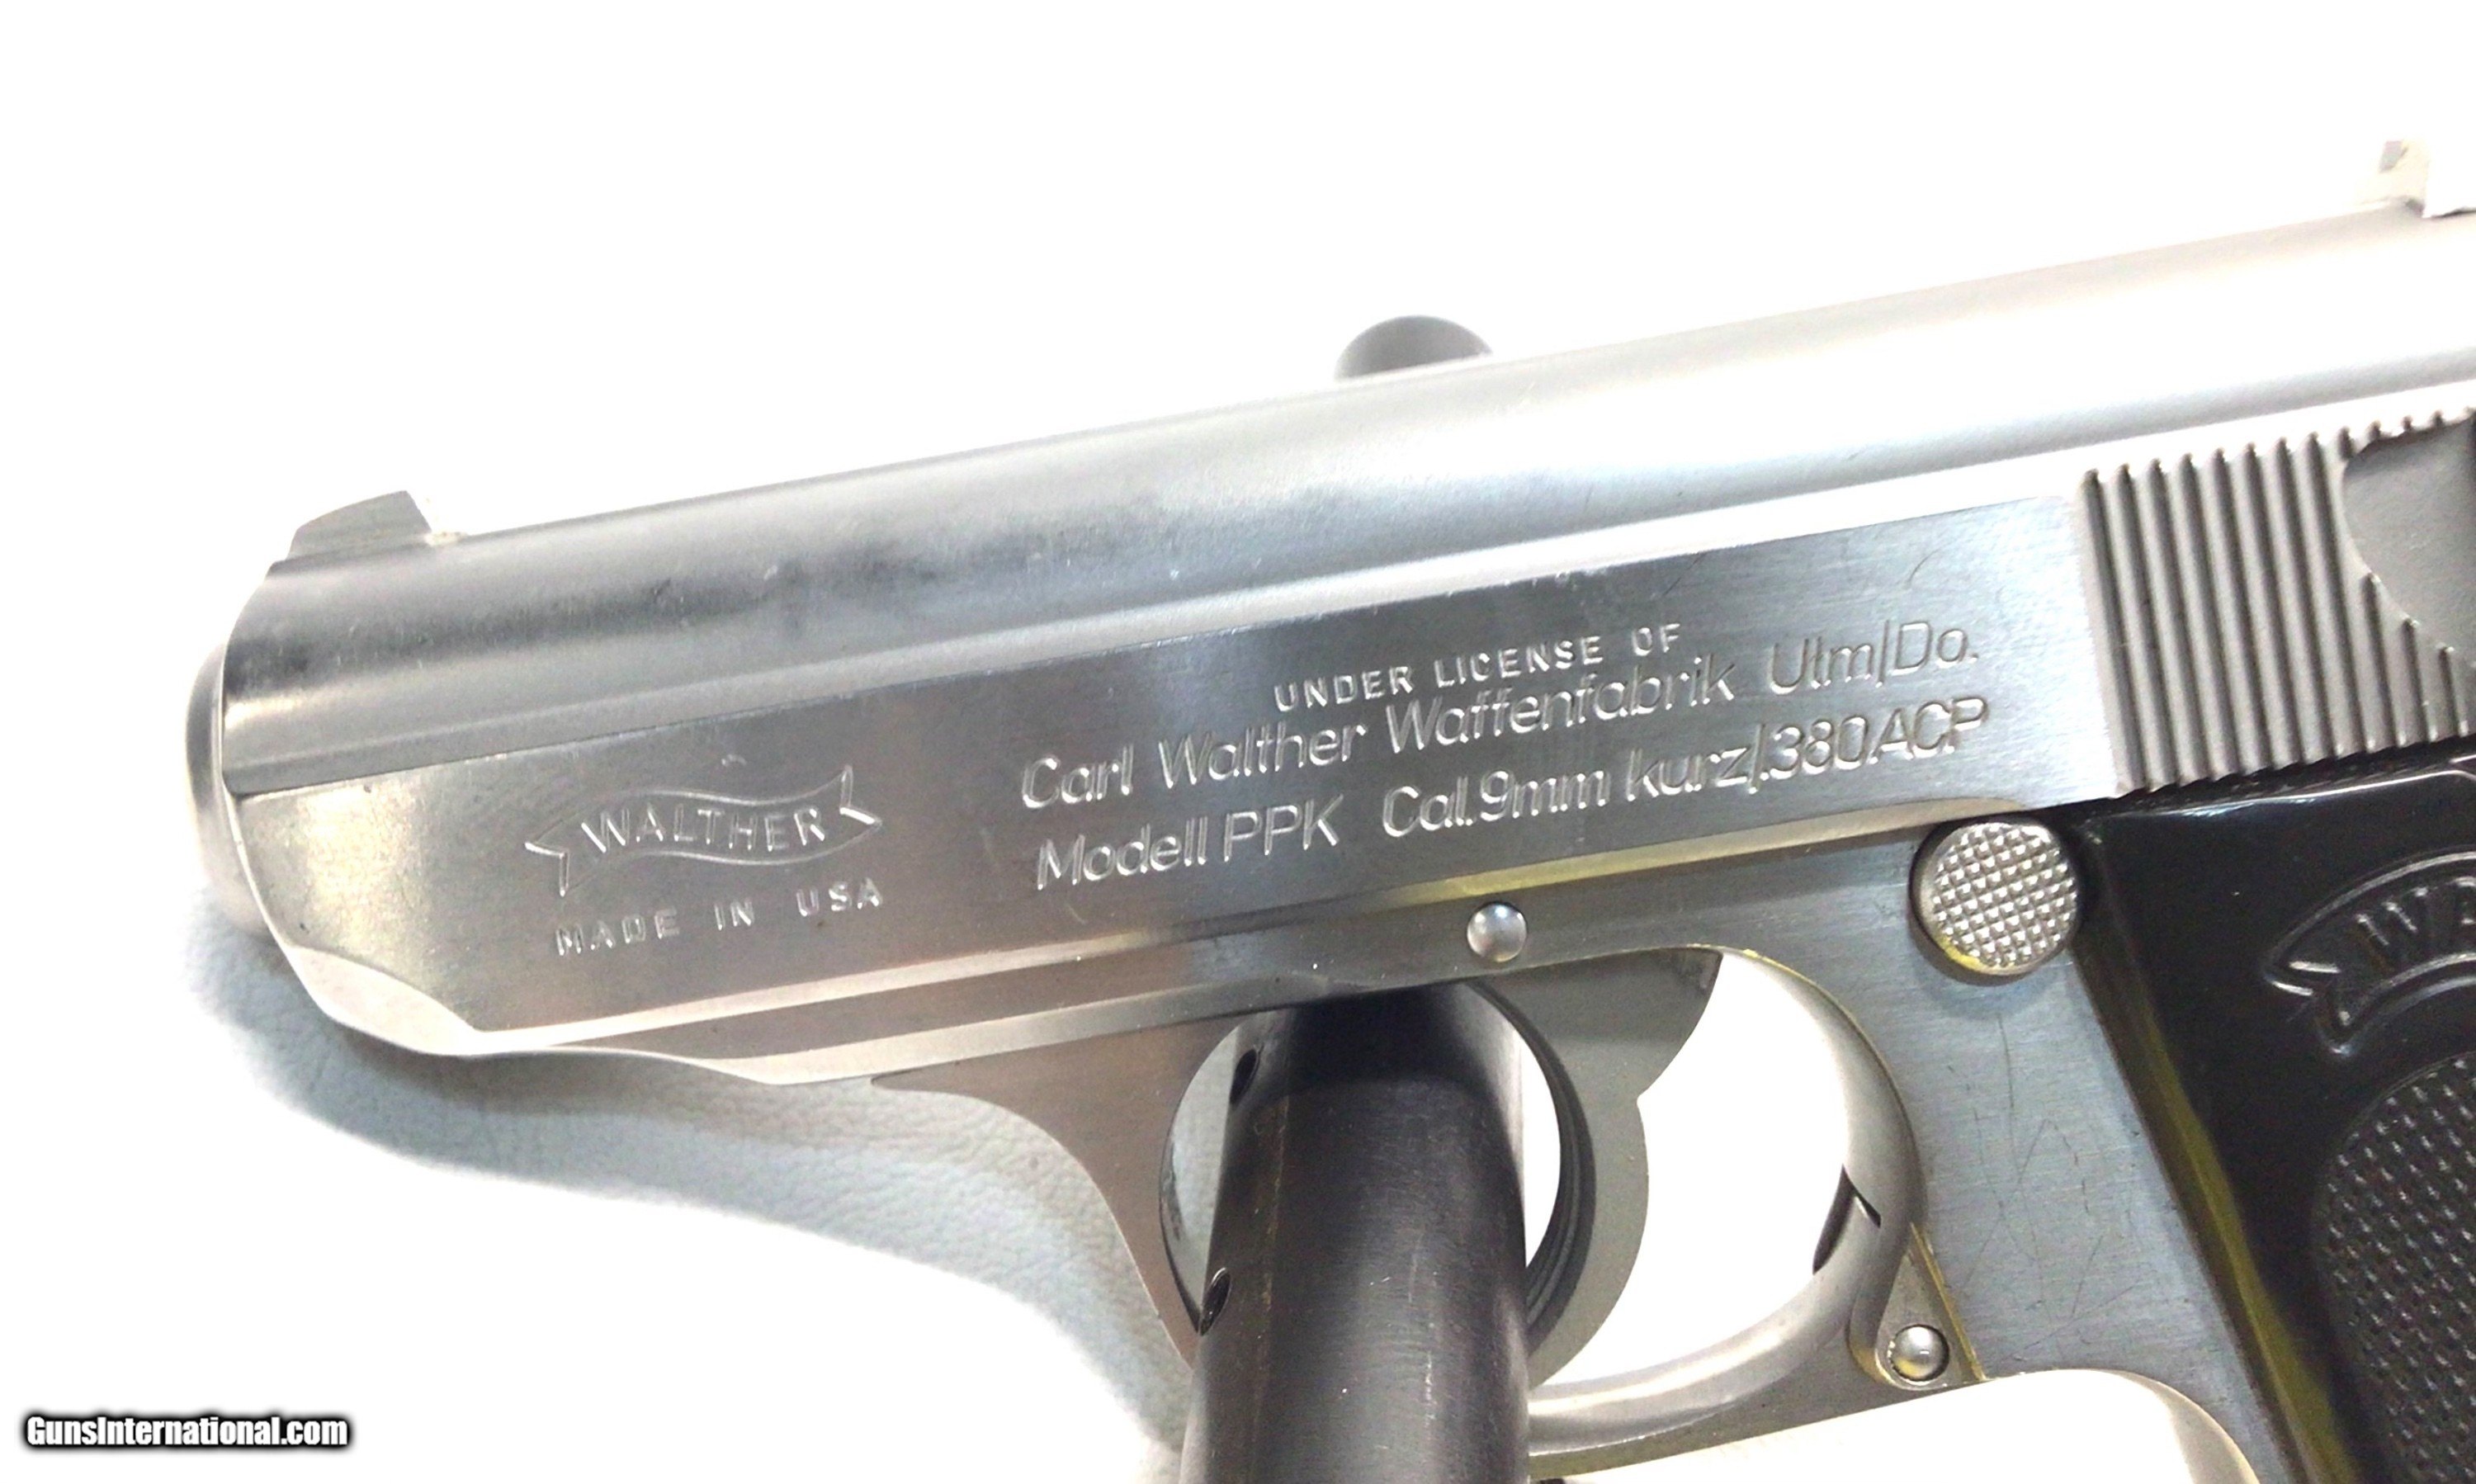 UNDER LICENSE OF
Carl Walther Waffenfabrik Ulm/Do.
Modell PPK Cal.9mm kurz/.380ACP
WALTHER
MADE IN USA
GunsInternational.com